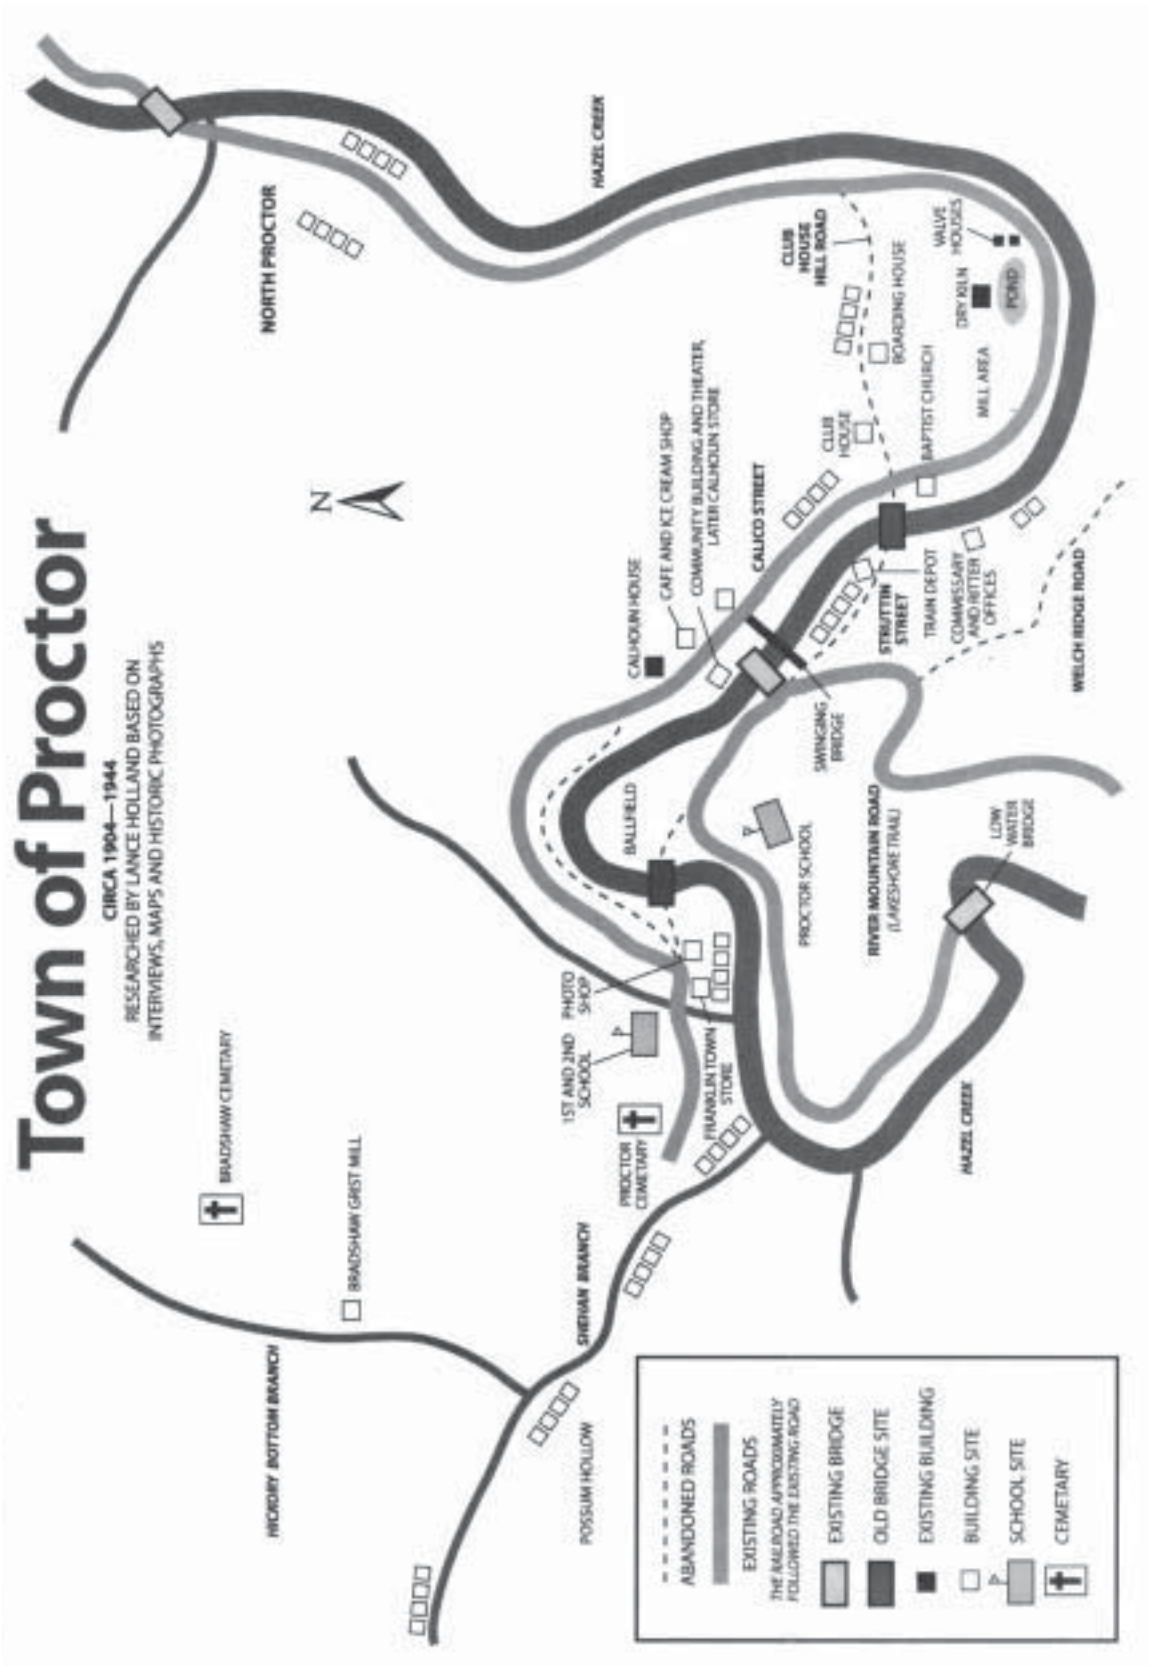 Town of Proctor
CIRCA 1904—1944
RESEARCHED BY LANCE HOLLAND BASED ON
INTERVIEWS, MAPS AND HISTORIC PHOTOGRAPHS
N
BRADSHAW CEMETARY
BRADSHAW GRIST MILL
HICKORY BOTTOM BRANCH
NORTH PROCTOR
HAZEL CREEK
SHEHAN BRANCH
POSSUM HOLLOW
1ST AND 2ND
SCHOOL
PHOTO
SHOP
PROCTOR
CEMETARY
FRANKLIN TOWN
STORE
BALLFIELD
CALHOUN HOUSE
CAFE AND ICE CREAM SHOP
COMMUNITY BUILDING AND THEATER,
LATER CALHOUN STORE
CALICO STREET
CLUB
HOUSE
HILL ROAD
CLUB
HOUSE
BOARDING HOUSE
BAPTIST CHURCH
VALVE
HOUSES
DRY KILN
POND
MILL AREA
PROCTOR SCHOOL
SWINGING
BRIDGE
STRUTTIN
STREET
TRAIN DEPOT
COMMISSARY
AND RITTER
OFFICES
RIVER MOUNTAIN ROAD
(LAKESHORE TRAIL)
WELCH RIDGE ROAD
LOW
WATER
BRIDGE
HAZEL CREEK
ABANDONED ROADS
EXISTING ROADS
THE RAILROAD APPROXIMATELY
FOLLOWED THE EXISTING ROAD
EXISTING BRIDGE
OLD BRIDGE SITE
EXISTING BUILDING
BUILDING SITE
SCHOOL SITE
CEMETARY